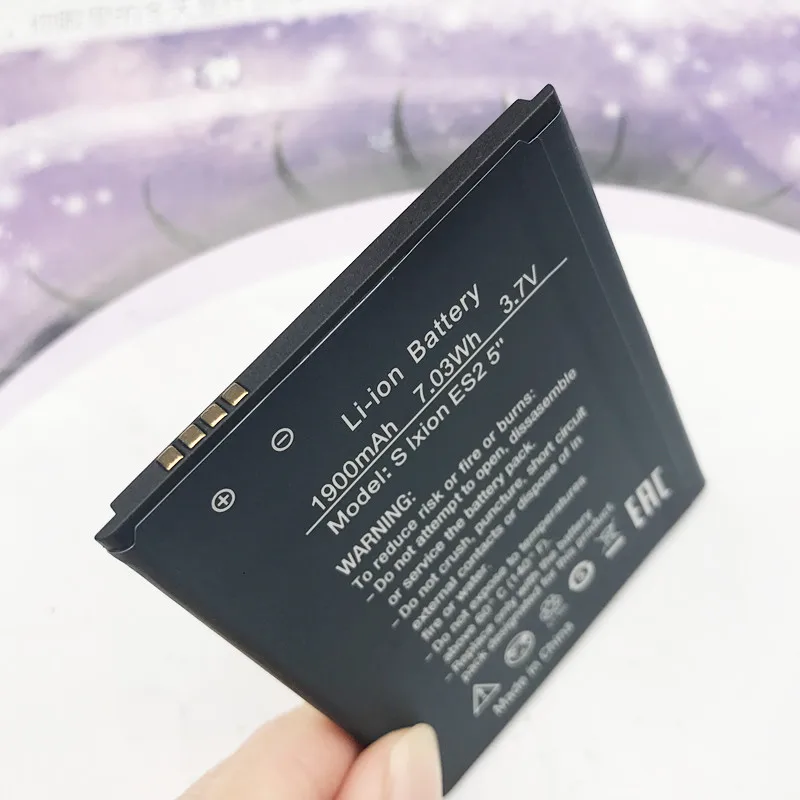 Li-ion Battery
1900mAh 7.03Wh 3.7V
Model: S Ixion ES2 5"
WARNING:
To reduce risk or fire or burns:
- Do not attempt to open, dissasemble
or service the battery pack.
- Do not crush, puncture, short circuit
external contacts or dispose of in
fire or water.
- Do not expose to temperatures
above 60° C (140° F).
- Replace only with the battery
pack designated for this product.
EAC
Made in China